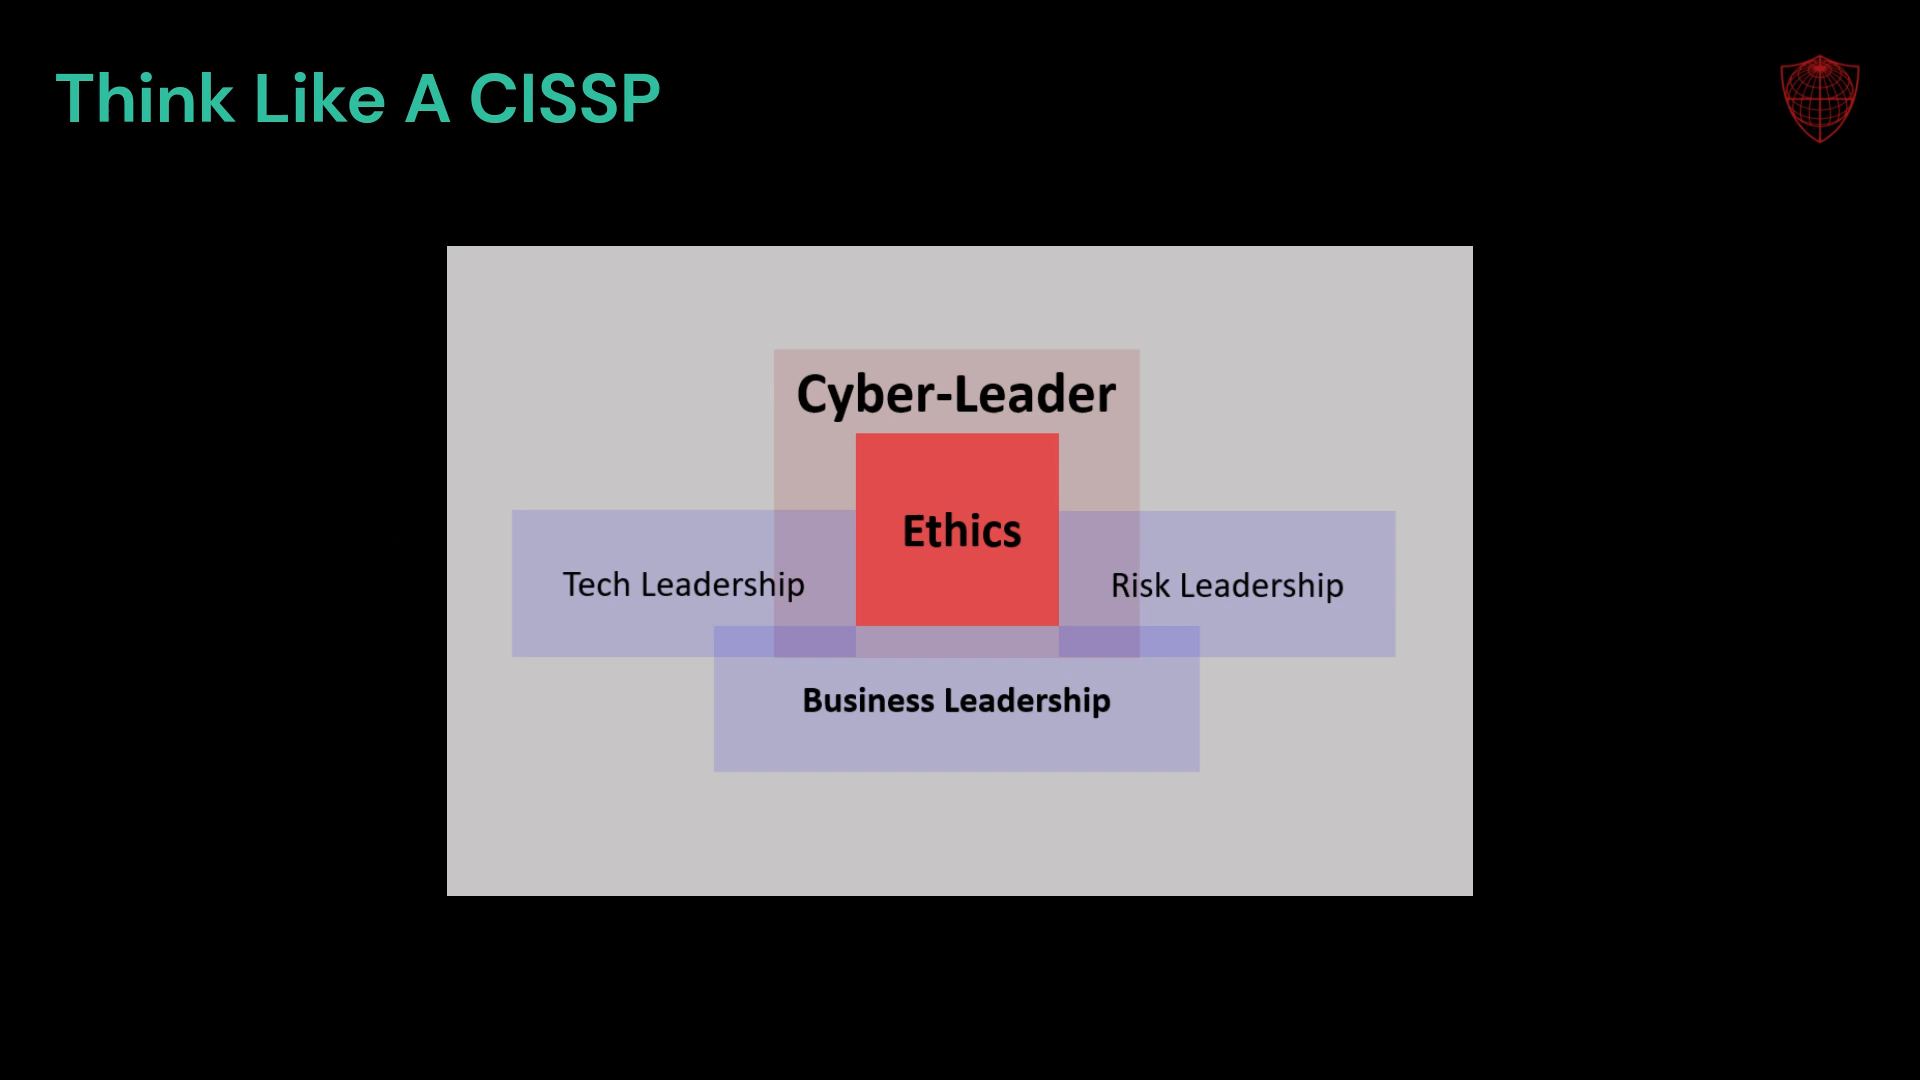 Think Like A CISSP
Cyber-Leader
Ethics
Tech Leadership
Risk Leadership
Business Leadership